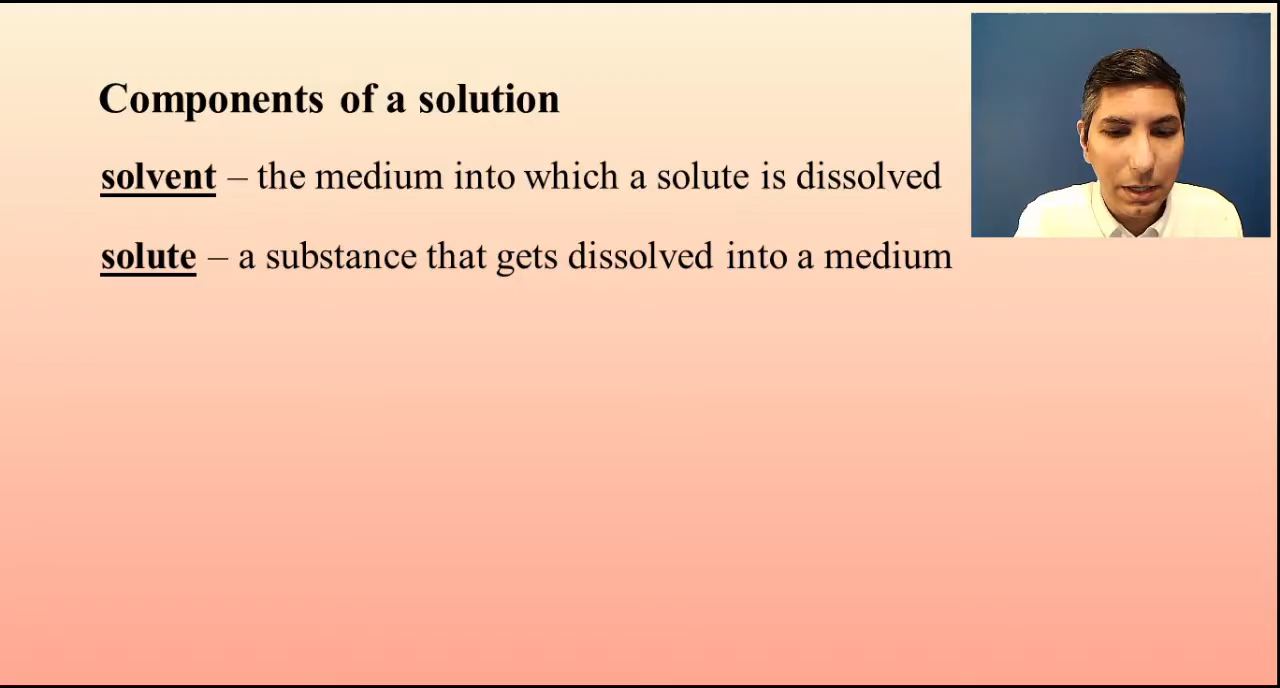 Components of a solution
solvent – the medium into which a solute is dissolved
solute – a substance that gets dissolved into a medium